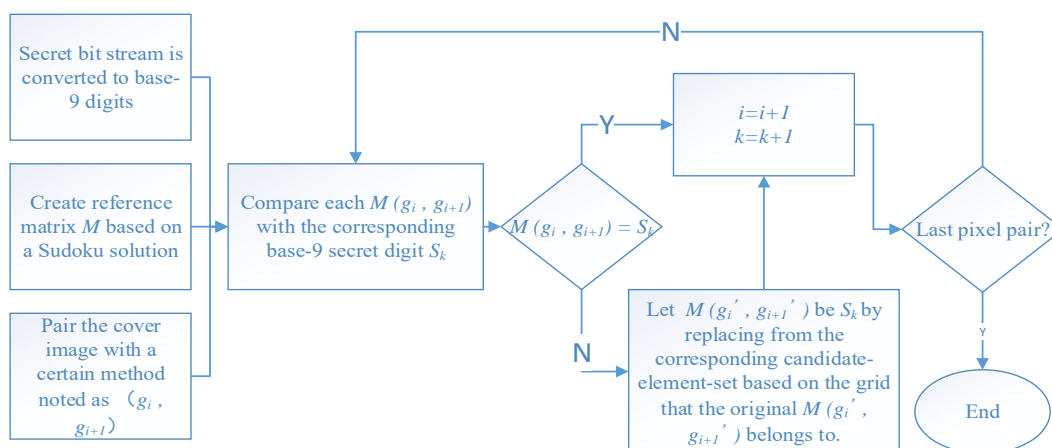 Secret bit stream is
converted to base-
9 digits
Create reference
matrix M based on
a Sudoku solution
Pair the cover
image with a
certain method
noted as （gᵢ ,
gᵢ₊₁）
Compare each M (gᵢ , gᵢ₊₁)
with the corresponding
base-9 secret digit Sₖ
M (gᵢ , gᵢ₊₁) = Sₖ
Y
N
i=i+1
k=k+1
Let M (gᵢ′ , gᵢ₊₁′ ) be Sₖ by
replacing from the
corresponding candidate-
element-set based on the grid
that the original M (gᵢ′ ,
gᵢ₊₁′ ) belongs to.
Last pixel pair?
N
Y
End